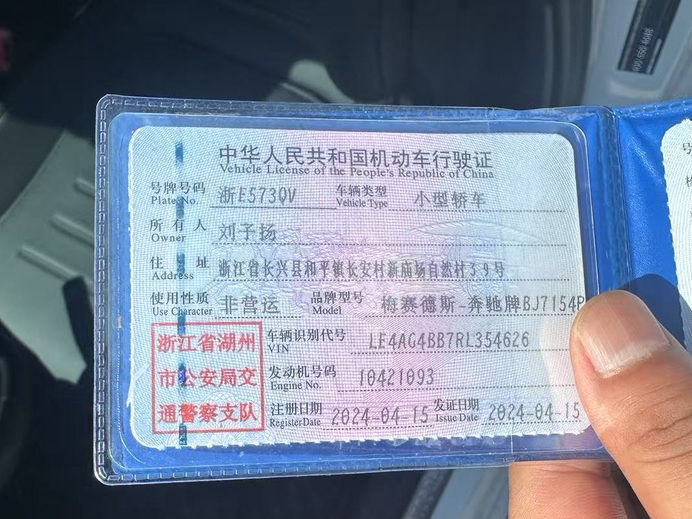 中华人民共和国机动车行驶证
Vehicle License of the People's Republic of China
号牌号码 浙E573QV 车辆类型 小型轿车
Plate No. Vehicle Type
所有人 刘子扬
Owner
住址 浙江省长兴县和平镇长安村新庙场自然村39号
Address
使用性质 非营运 品牌型号 梅赛德斯-奔驰牌BJ7154
Use Character Model
浙江省湖州
市公安局交
通警察支队
车辆识别代号 LE4AG4BB7RL354626
VIN
发动机号码 10421093
Engine No.
注册日期 2024-04-15 发证日期 2024-04-15
Register Date Issue Date
号